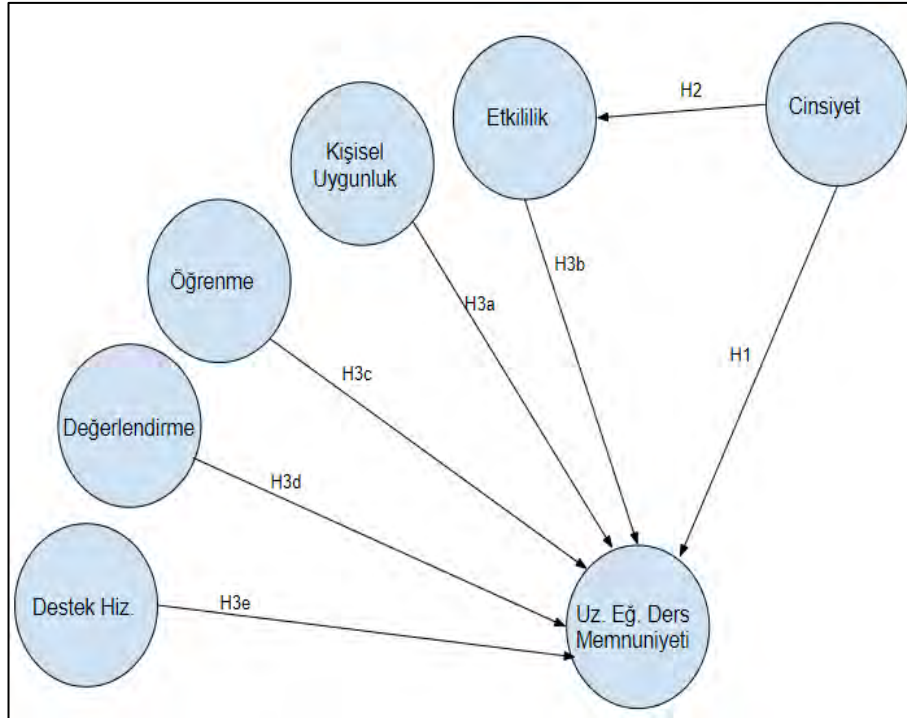 Cinsiyet
H2
Etkililik
Kişisel
Uygunluk
H3b
Öğrenme
H3a
H1
H3c
Değerlendirme
H3d
Destek Hiz.
H3e
Uz. Eğ. Ders
Memnuniyeti